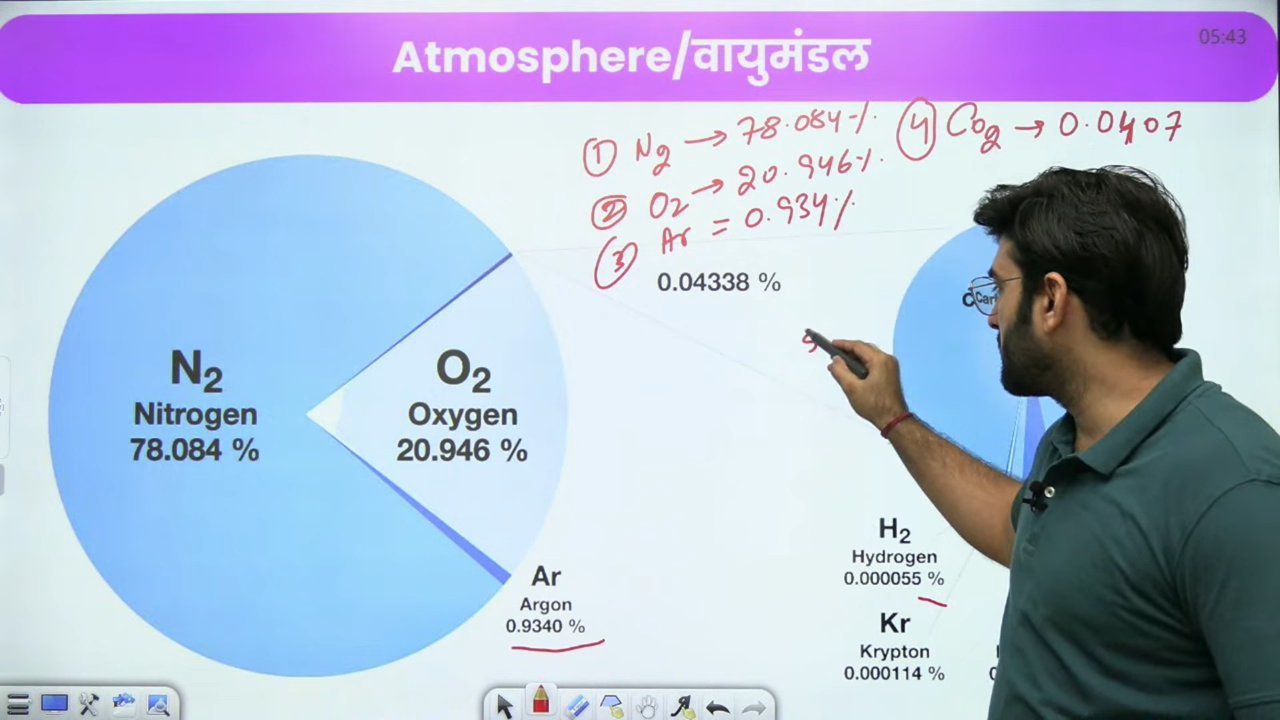 Atmosphere/वायुमंडल
05:43
① N2 → 78.084%
② O2 → 20.946%
③ Ar = 0.934%
④ CO2 → 0.0407
0.04338 %
N2
Nitrogen
78.084 %
O2
Oxygen
20.946 %
Ar
Argon
0.9340 %
H2
Hydrogen
0.000055 %
Kr
Krypton
0.000114 %